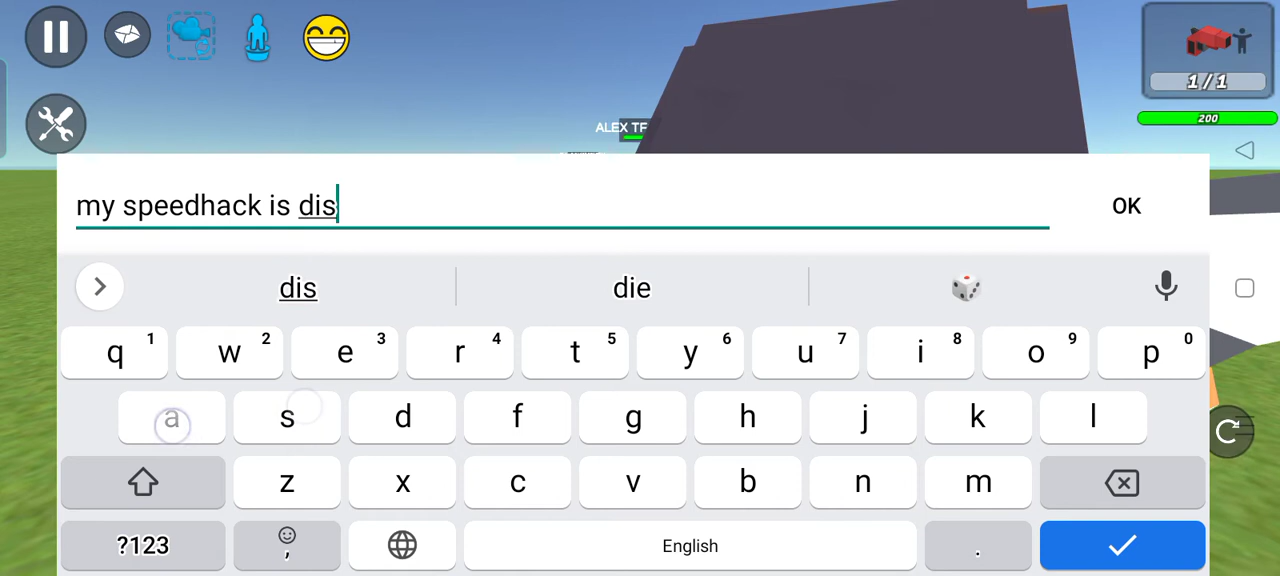 1/1
200
ALEX TF
my speedhack is dis
OK
dis die
q 1 w 2 e 3 r 4 t 5 y 6 u 7 i 8 o 9 p 0
a s d f g h j k l
z x c v b n m
?123 , English .